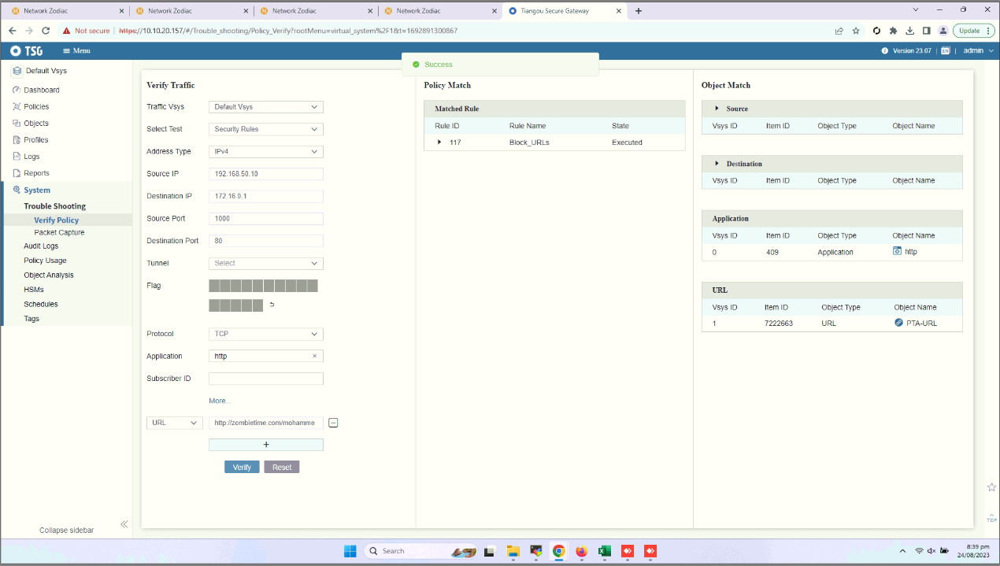 Network Zodiac
Network Zodiac
Network Zodiac
Network Zodiac
Tiangou Secure Gateway
Not secure
https://10.10.20.157/#/Trouble_shooting/Policy_Verify?rootMenu=virtual_system%2F1&t=1692891300867
Update
TSG
Menu
Version 23.07
EN
admin
Success
Default Vsys
Dashboard
Policies
Objects
Profiles
Logs
Reports
System
Trouble Shooting
Verify Policy
Packet Capture
Audit Logs
Policy Usage
Object Analysis
HSMs
Schedules
Tags
Collapse sidebar
Verify Traffic
Traffic Vsys Default Vsys
Select Test Security Rules
Address Type IPv4
Source IP 192.168.50.10
Destination IP 172.16.0.1
Source Port 1000
Destination Port 80
Tunnel Select
Flag
Protocol TCP
Application http
Subscriber ID
More...
URL http://zombietime.com/mohamme
+
Verify Reset
Policy Match
Matched Rule
Rule ID Rule Name State
117 Block_URLs Executed
Object Match
Source
Vsys ID Item ID Object Type Object Name
Destination
Vsys ID Item ID Object Type Object Name
Application
Vsys ID Item ID Object Type Object Name
0 409 Application http
URL
Vsys ID Item ID Object Type Object Name
1 7222663 URL PTA-URL
TOP
Search
8:39 pm
24/08/2023